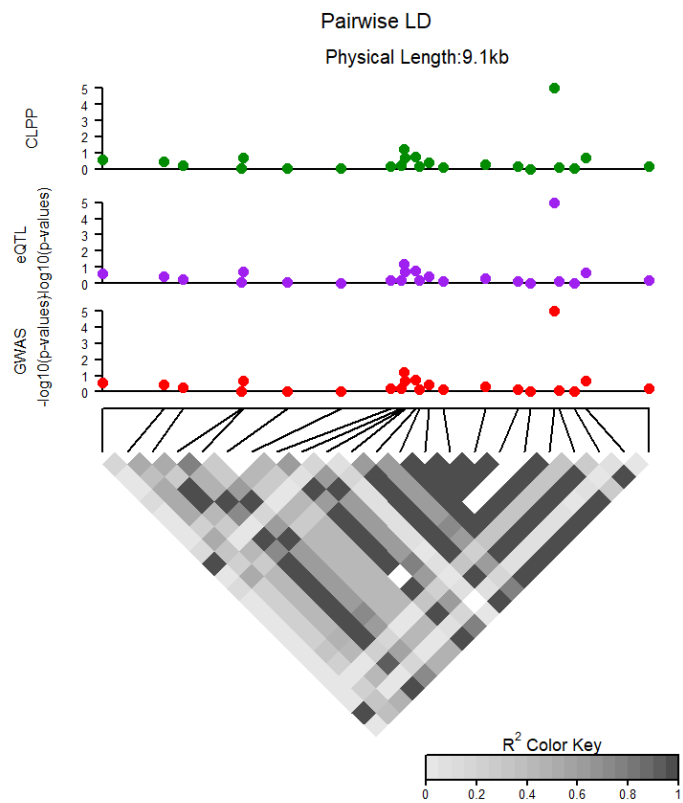 Pairwise LD
Physical Length:9.1kb
CLPP
5
4
3
2
1
0
eQTL
-log10(p-values)
5
4
3
2
1
0
GWAS
-log10(p-values)
5
4
3
2
1
0
R² Color Key
0 0.2 0.4 0.6 0.8 1